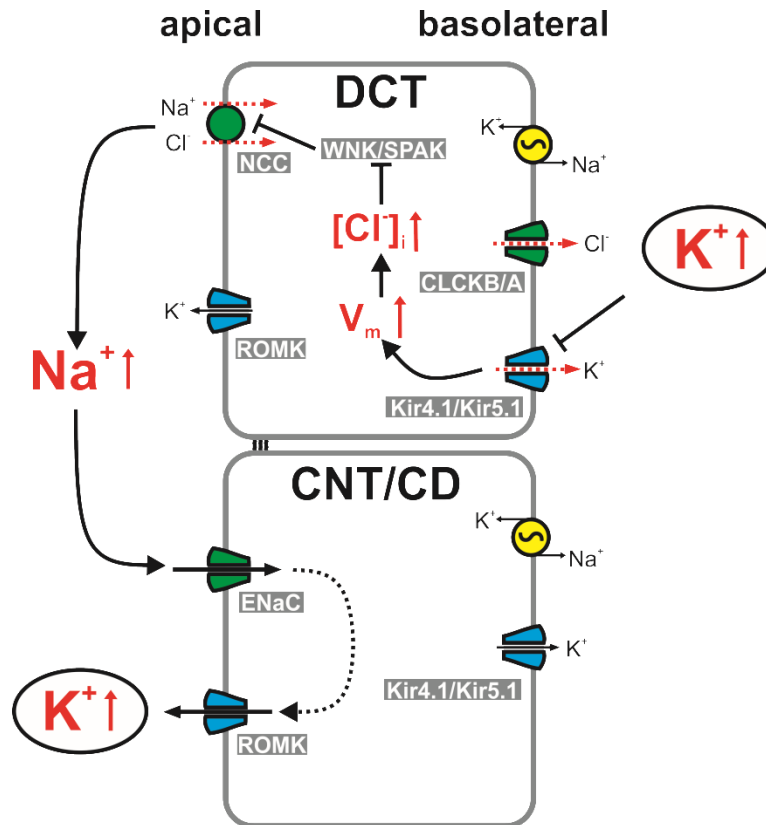 apical basolateral
DCT
Na⁺
Cl⁻
NCC
WNK/SPAK
K⁺
Na⁺
[Cl⁻]ᵢ
Cl⁻
CLCKB/A
K⁺
K⁺
ROMK
Vₘ
K⁺
Kir4.1/Kir5.1
Na⁺
CNT/CD
K⁺
Na⁺
ENaC
K⁺
Kir4.1/Kir5.1
K⁺
ROMK